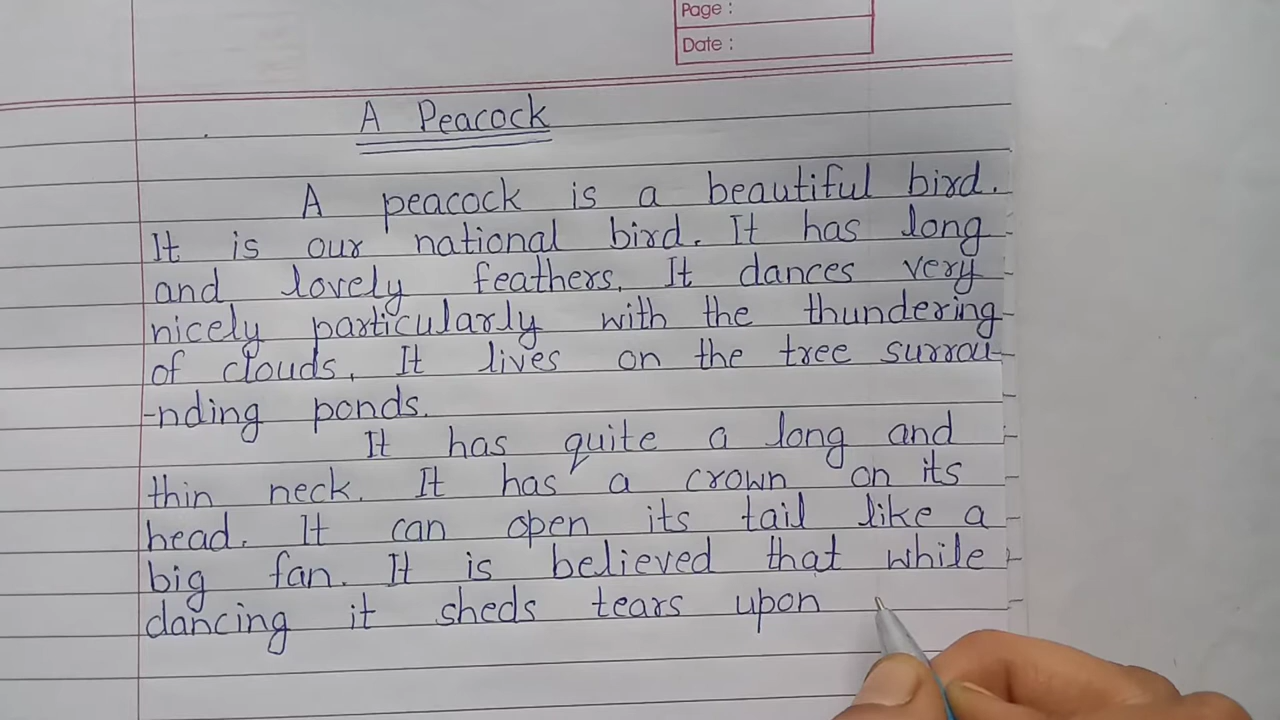 Page :
Date :
A Peacock
A peacock is a beautiful bird.
It is our national bird. It has long
and lovely feathers. It dances very
nicely particularly with the thundering
of clouds. It lives on the tree surrou
-nding ponds.
It has quite a long and
thin neck. It has a crown on its
head. It can open its tail like a
big fan. It is believed that while
dancing it sheds tears upon